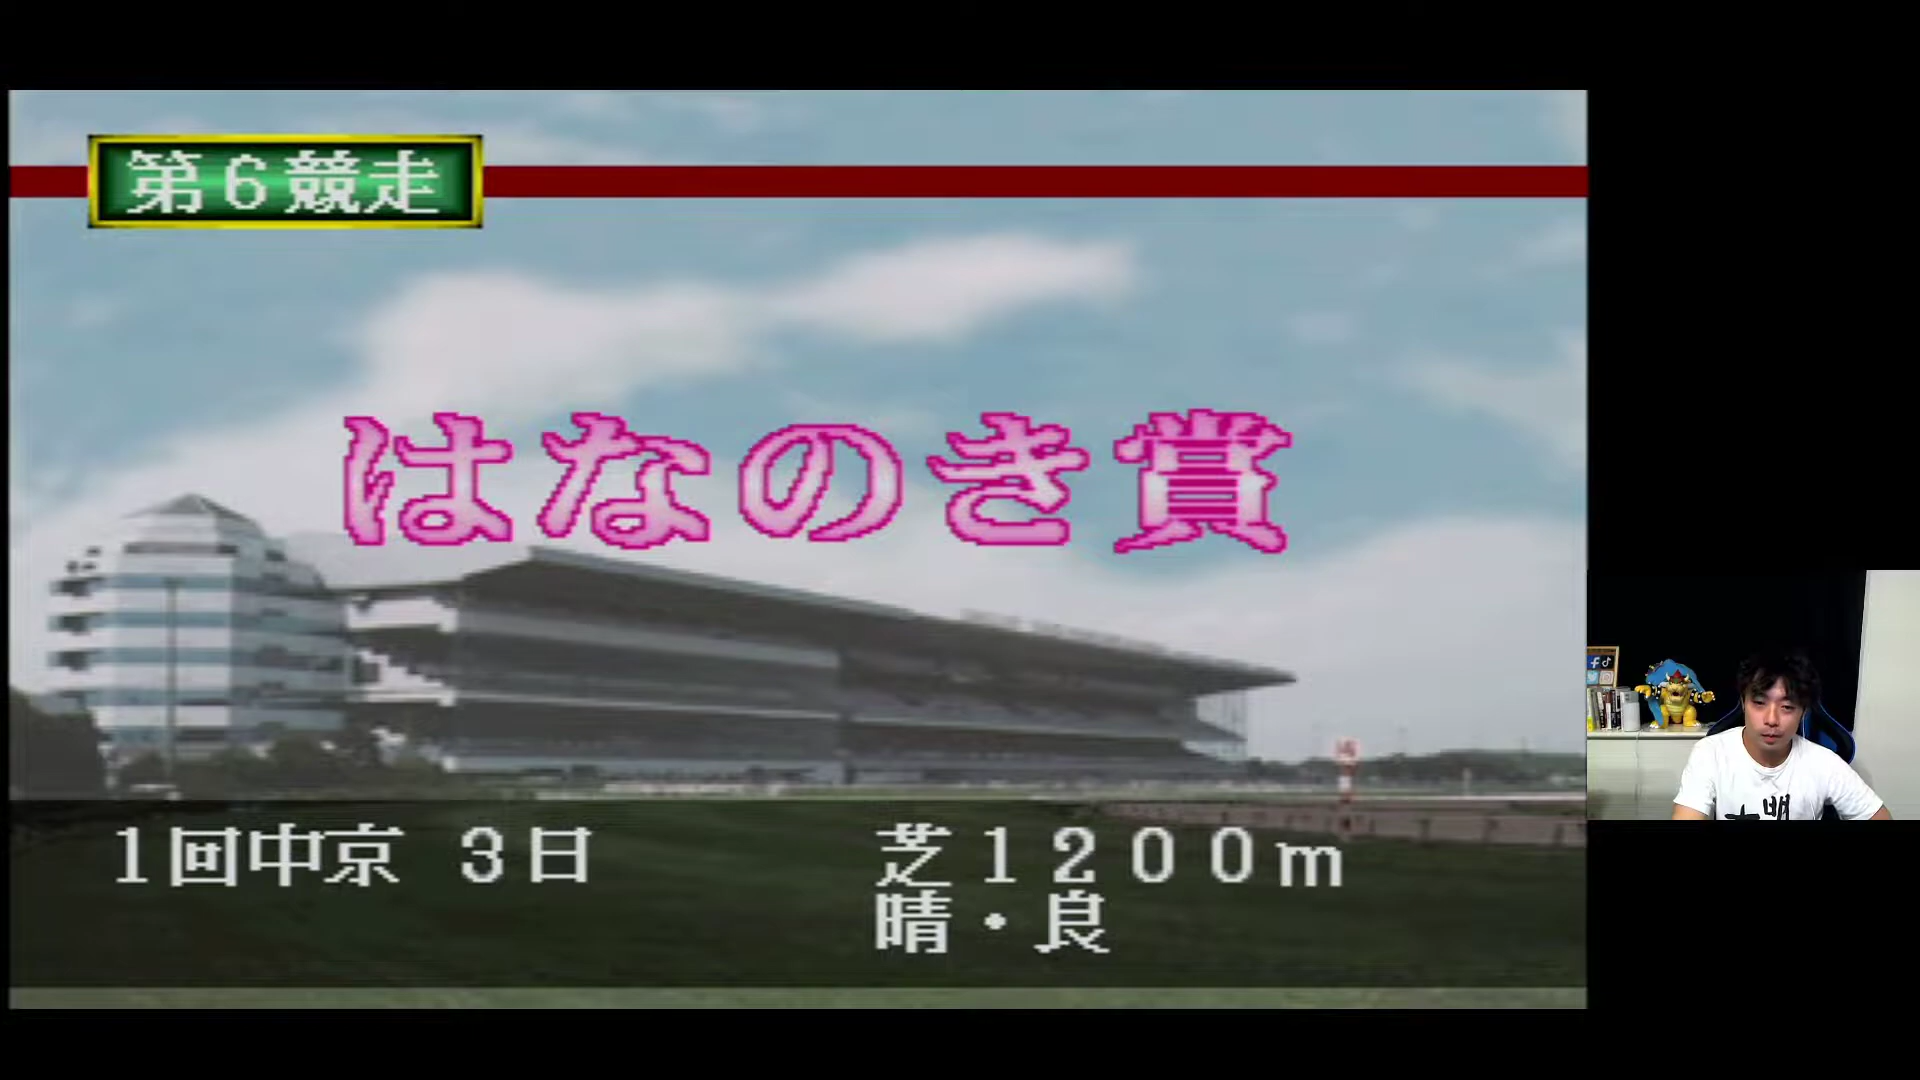 第6競走
はなのき賞
1回中京 3日
芝1200m
晴・良